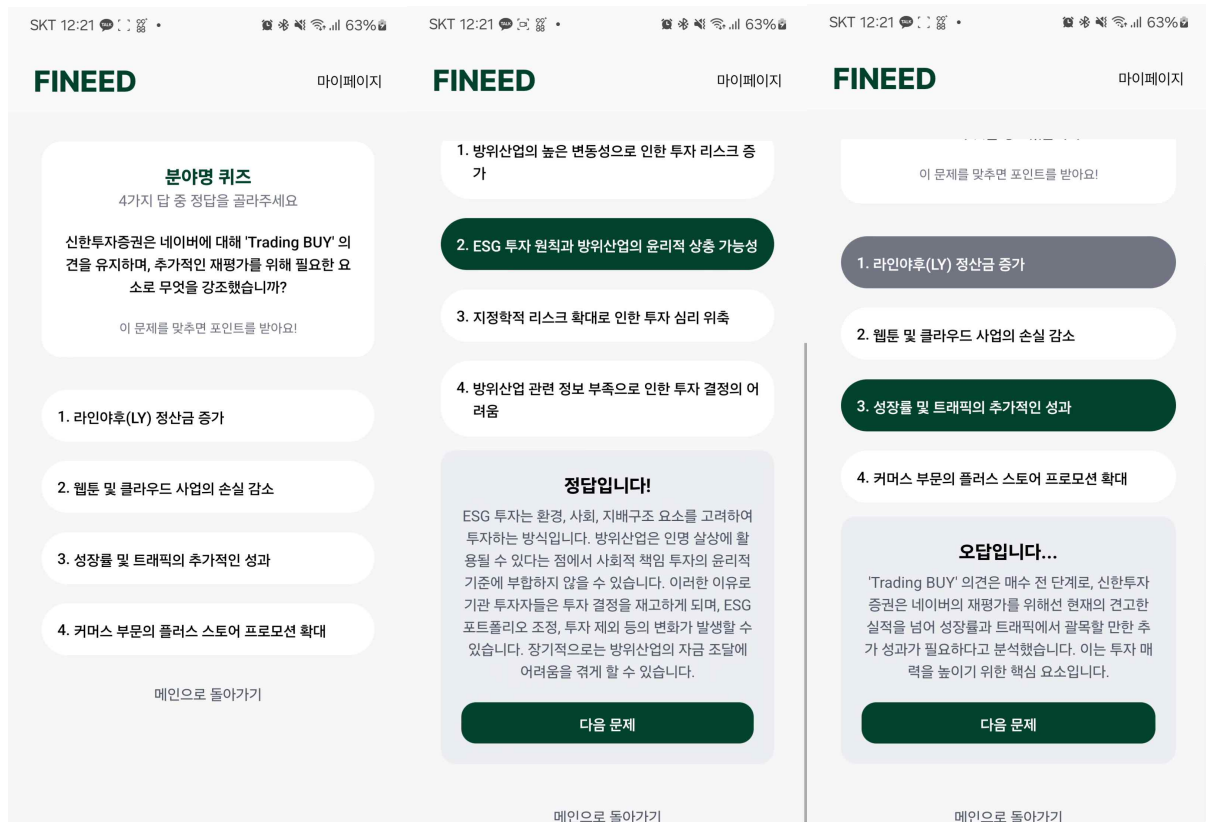 SKT 12:21
63%
FINEED
마이페이지
분야명 퀴즈
4가지 답 중 정답을 골라주세요
신한투자증권은 네이버에 대해 'Trading BUY' 의
견을 유지하며, 추가적인 재평가를 위해 필요한 요
소로 무엇을 강조했습니까?
이 문제를 맞추면 포인트를 받아요!
1. 라인야후(LY) 정산금 증가
2. 웹툰 및 클라우드 사업의 손실 감소
3. 성장률 및 트래픽의 추가적인 성과
4. 커머스 부문의 플러스 스토어 프로모션 확대
메인으로 돌아가기
SKT 12:21
63%
FINEED
마이페이지
1. 방위산업의 높은 변동성으로 인한 투자 리스크 증
가
2. ESG 투자 원칙과 방위산업의 윤리적 상충 가능성
3. 지정학적 리스크 확대로 인한 투자 심리 위축
4. 방위산업 관련 정보 부족으로 인한 투자 결정의 어
려움
정답입니다!
ESG 투자는 환경, 사회, 지배구조 요소를 고려하여
투자하는 방식입니다. 방위산업은 인명 살상에 활
용될 수 있다는 점에서 사회적 책임 투자의 윤리적
기준에 부합하지 않을 수 있습니다. 이러한 이유로
기관 투자자들은 투자 결정을 재고하게 되며, ESG
포트폴리오 조정, 투자 제외 등의 변화가 발생할 수
있습니다. 장기적으로는 방위산업의 자금 조달에
어려움을 겪게 할 수 있습니다.
다음 문제
메인으로 돌아가기
SKT 12:21
63%
FINEED
마이페이지
이 문제를 맞추면 포인트를 받아요!
1. 라인야후(LY) 정산금 증가
2. 웹툰 및 클라우드 사업의 손실 감소
3. 성장률 및 트래픽의 추가적인 성과
4. 커머스 부문의 플러스 스토어 프로모션 확대
오답입니다...
'Trading BUY' 의견은 매수 전 단계로, 신한투자
증권은 네이버의 재평가를 위해선 현재의 견고한
실적을 넘어 성장률과 트래픽에서 괄목할 만한 추
가 성과가 필요하다고 분석했습니다. 이는 투자 매
력을 높이기 위한 핵심 요소입니다.
다음 문제
메인으로 돌아가기